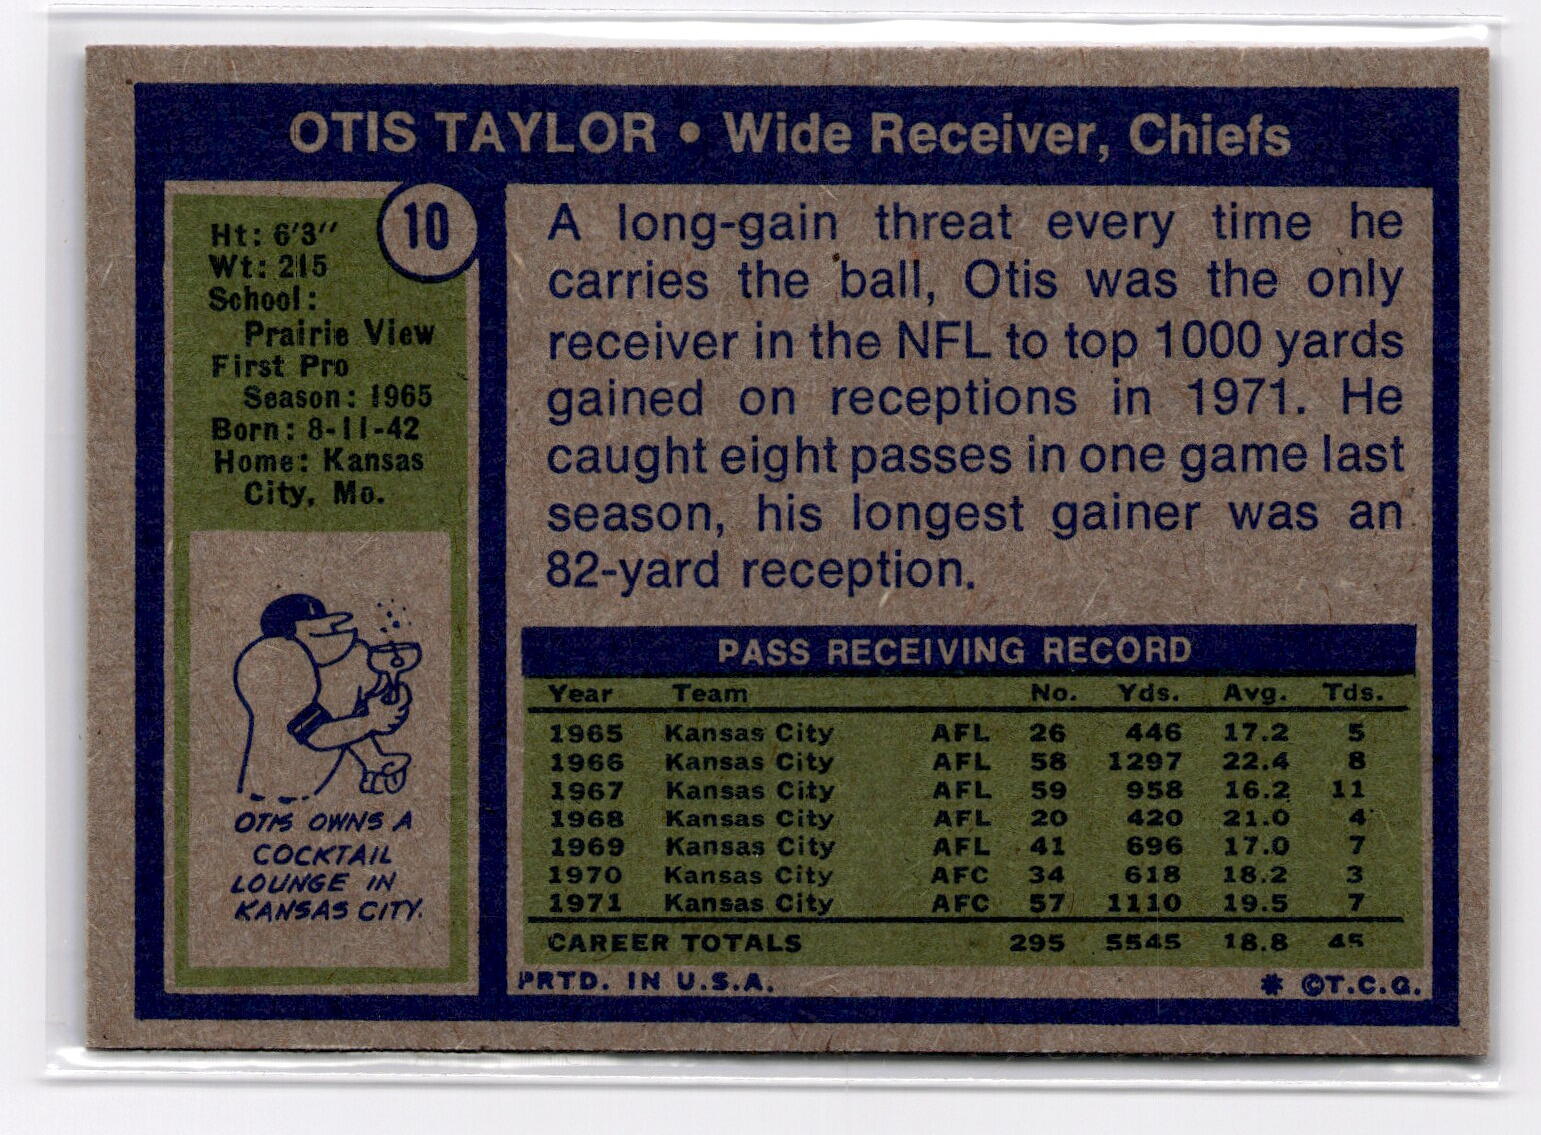 OTIS TAYLOR • Wide Receiver, Chiefs
10
Ht: 6'3"
Wt: 215
School:
Prairie View
First Pro
Season: 1965
Born: 8-11-42
Home: Kansas
City, Mo.
OTIS OWNS A
COCKTAIL
LOUNGE IN
KANSAS CITY.
A long-gain threat every time he
carries the ball, Otis was the only
receiver in the NFL to top 1000 yards
gained on receptions in 1971. He
caught eight passes in one game last
season, his longest gainer was an
82-yard reception.
PASS RECEIVING RECORD
Year Team No. Yds. Avg. Tds.
1965 Kansas City AFL 26 446 17.2 5
1966 Kansas City AFL 58 1297 22.4 8
1967 Kansas City AFL 59 958 16.2 11
1968 Kansas City AFL 20 420 21.0 4
1969 Kansas City AFL 41 696 17.0 7
1970 Kansas City AFC 34 618 18.2 3
1971 Kansas City AFC 57 1110 19.5 7
CAREER TOTALS 295 5545 18.8 45
PRTD. IN U.S.A. * ©T.C.G.